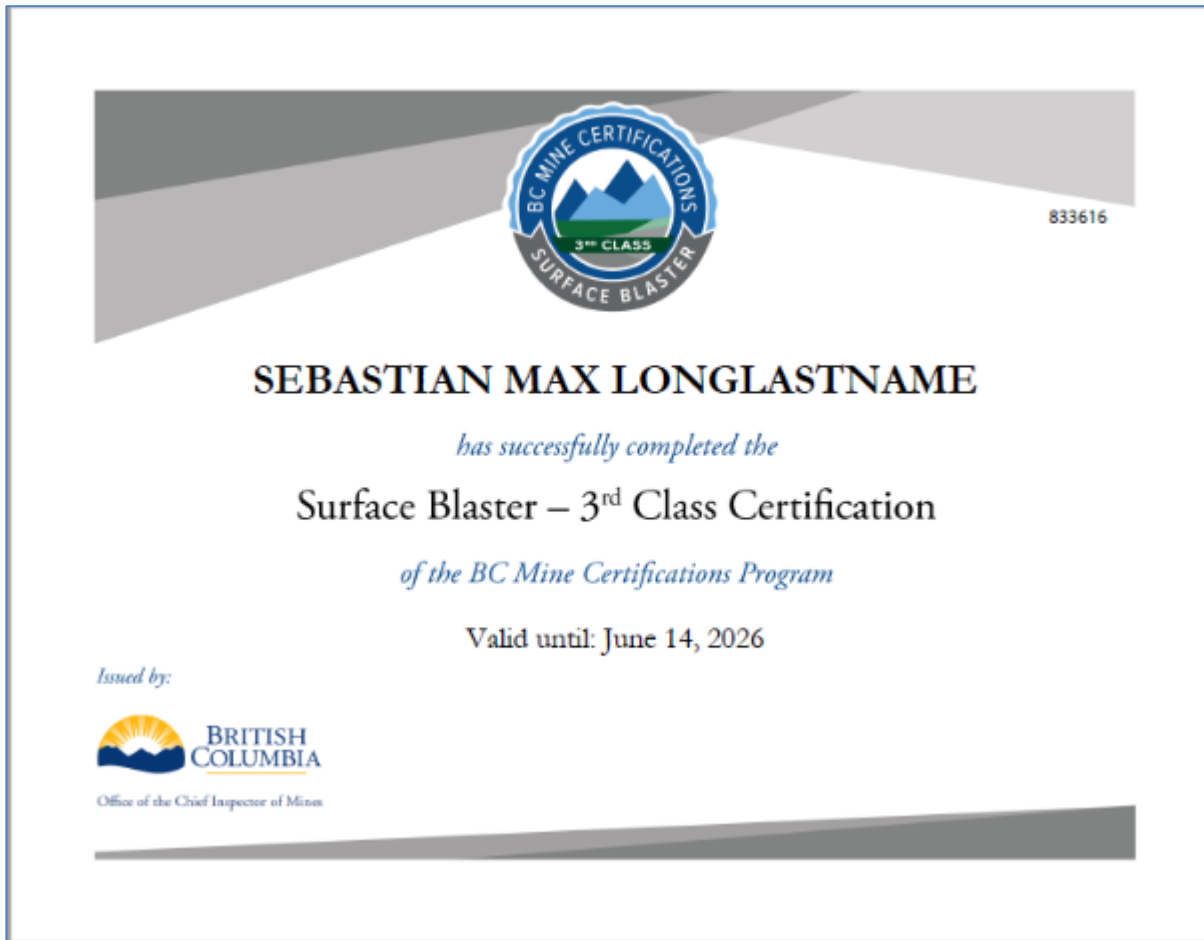 BC MINE CERTIFICATIONS
3ᴿᴰ CLASS
SURFACE BLASTER
833616
SEBASTIAN MAX LONGLASTNAME
has successfully completed the
Surface Blaster – 3ʳᵈ Class Certification
of the BC Mine Certifications Program
Valid until: June 14, 2026
Issued by:
BRITISH
COLUMBIA
Office of the Chief Inspector of Mines